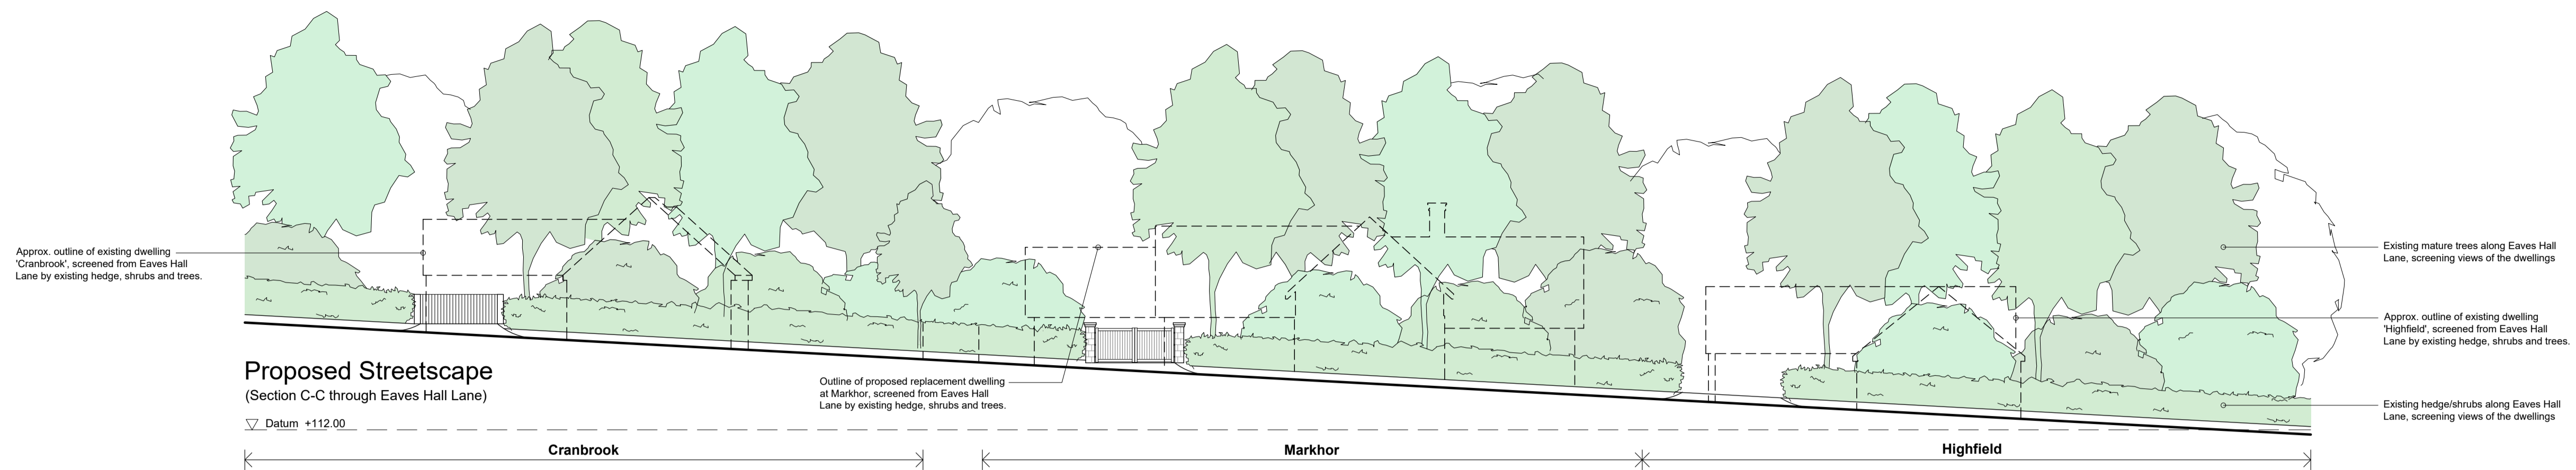 Approx. outline of existing dwelling
'Cranbrook', screened from Eaves Hall
Lane by existing hedge, shrubs and trees.
Existing mature trees along Eaves Hall
Lane, screening views of the dwellings
Approx. outline of existing dwelling
'Highfield', screened from Eaves Hall
Lane by existing hedge, shrubs and trees.
Existing hedge/shrubs along Eaves Hall
Lane, screening views of the dwellings
Outline of proposed replacement dwelling
at Markhor, screened from Eaves Hall
Lane by existing hedge, shrubs and trees.
Proposed Streetscape
(Section C-C through Eaves Hall Lane)
Datum +112.00
Cranbrook
Markhor
Highfield